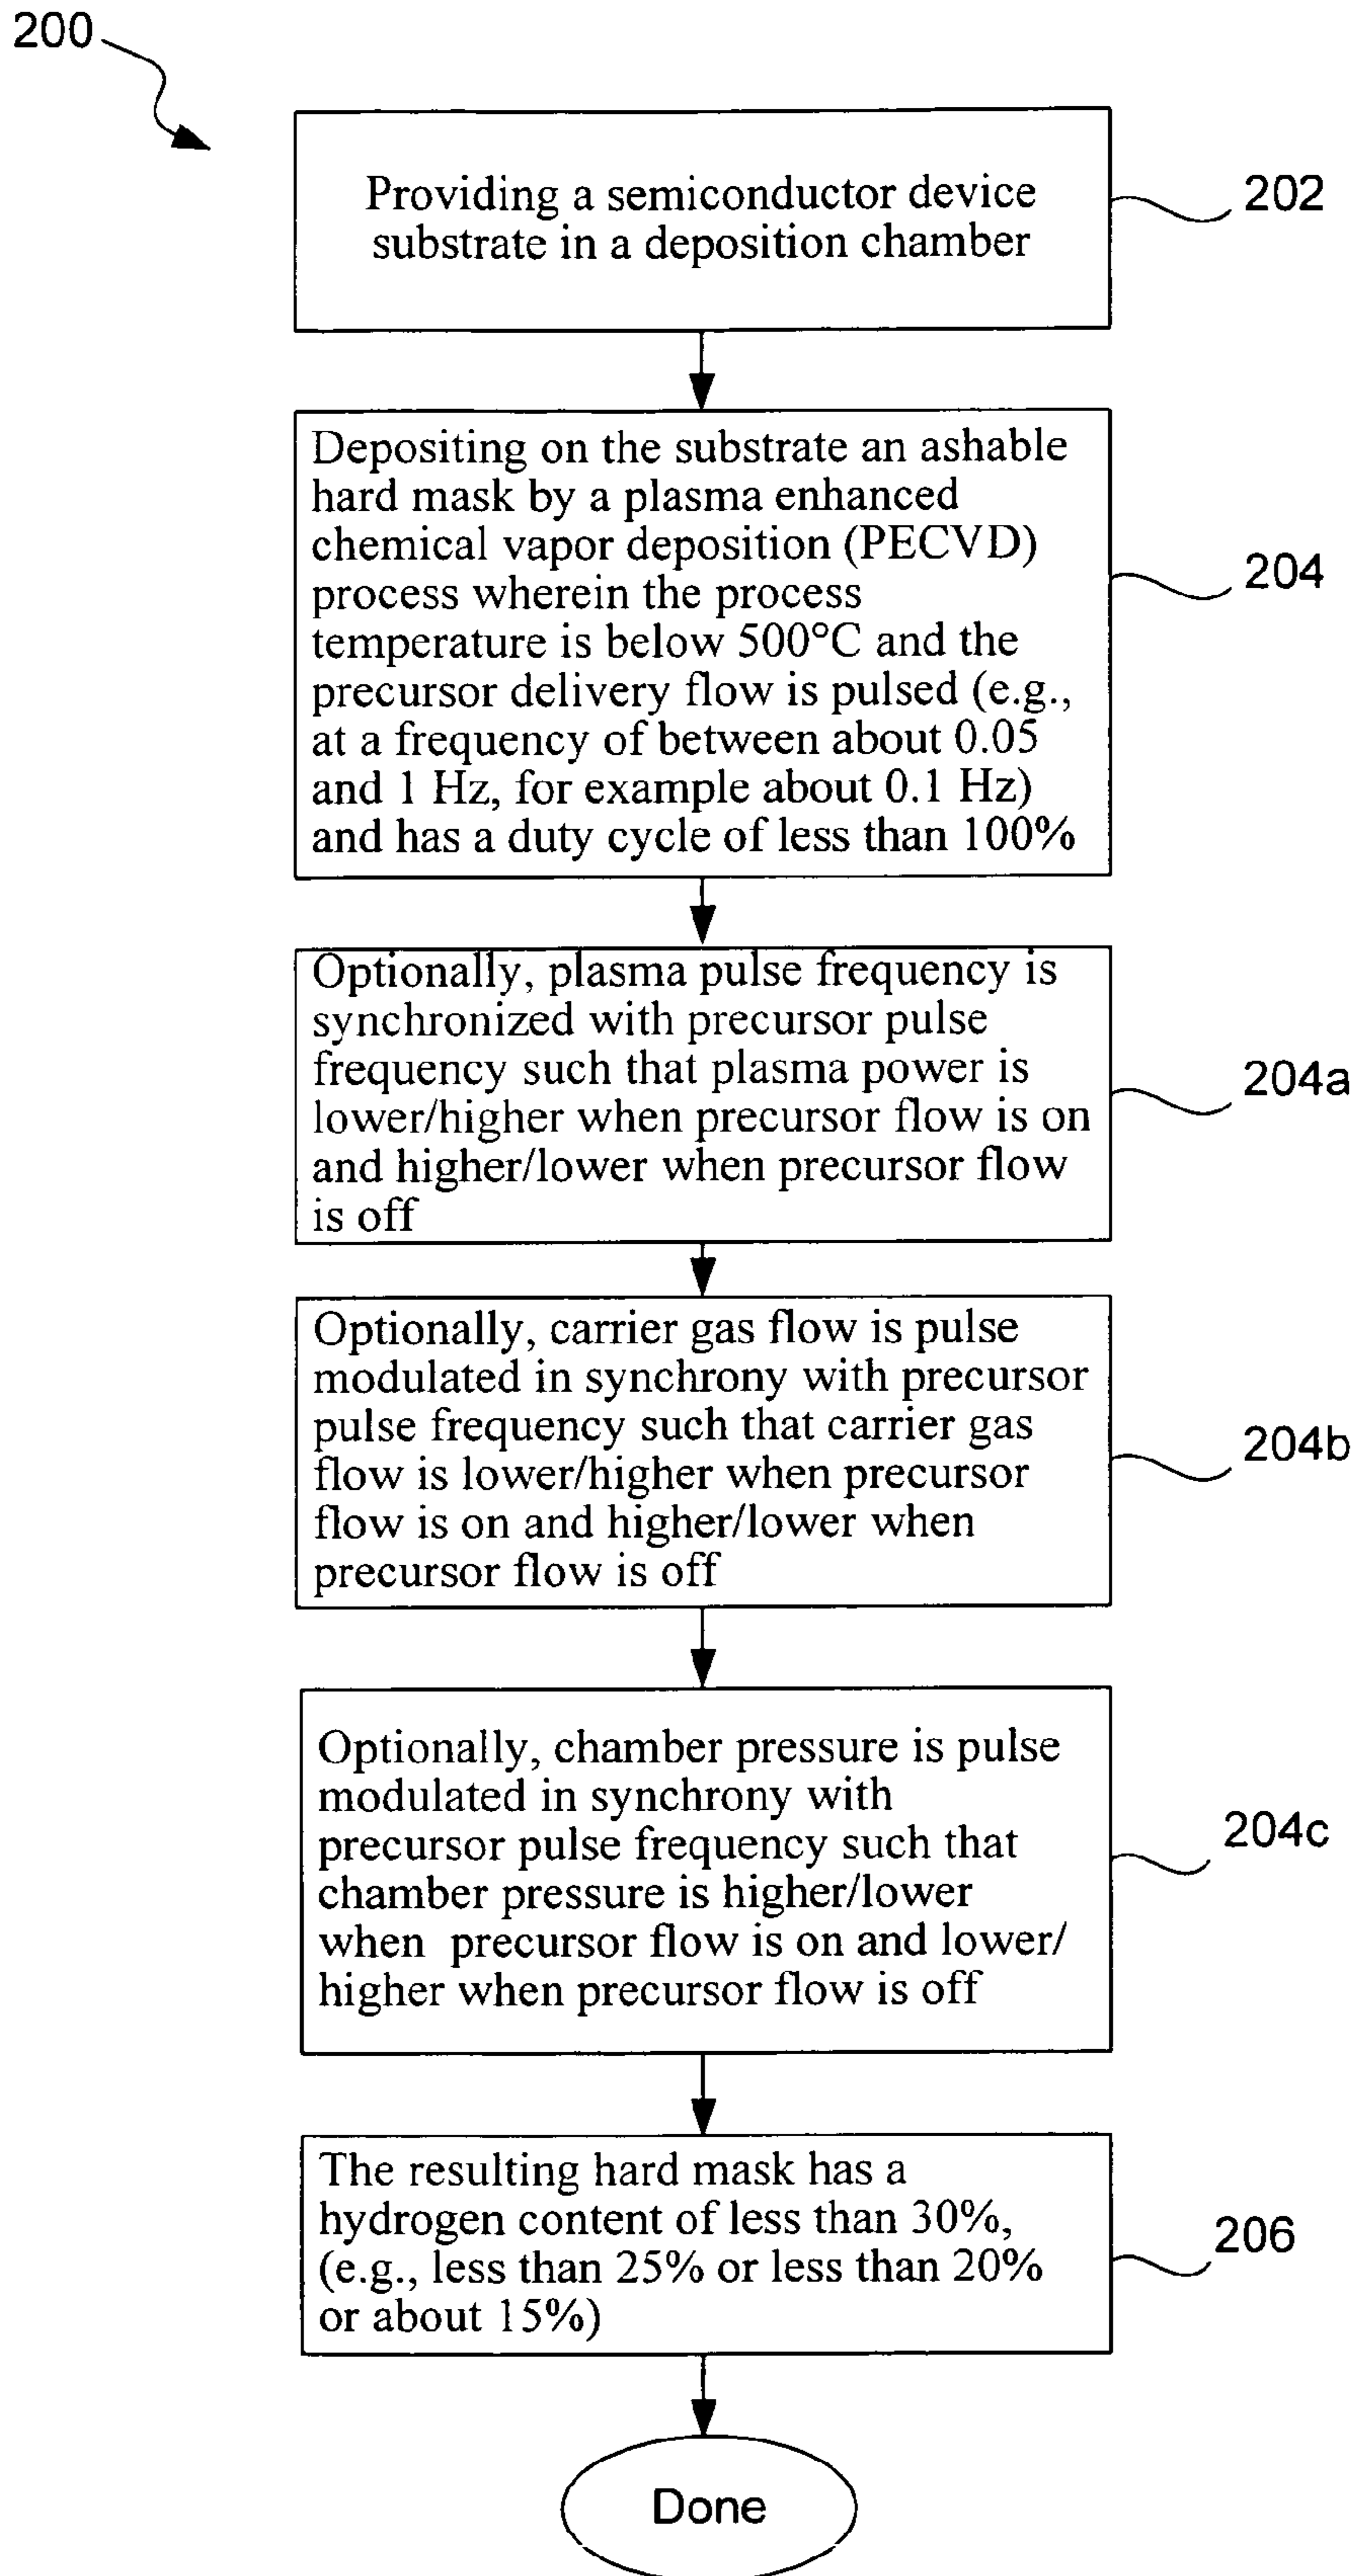 200
Providing a semiconductor device
substrate in a deposition chamber
202
Depositing on the substrate an ashable
hard mask by a plasma enhanced
chemical vapor deposition (PECVD)
process wherein the process
temperature is below 500°C and the
precursor delivery flow is pulsed (e.g.,
at a frequency of between about 0.05
and 1 Hz, for example about 0.1 Hz)
and has a duty cycle of less than 100%
204
Optionally, plasma pulse frequency is
synchronized with precursor pulse
frequency such that plasma power is
lower/higher when precursor flow is on
and higher/lower when precursor flow
is off
204a
Optionally, carrier gas flow is pulse
modulated in synchrony with precursor
pulse frequency such that carrier gas
flow is lower/higher when precursor
flow is on and higher/lower when
precursor flow is off
204b
Optionally, chamber pressure is pulse
modulated in synchrony with
precursor pulse frequency such that
chamber pressure is higher/lower
when precursor flow is on and lower/
higher when precursor flow is off
204c
The resulting hard mask has a
hydrogen content of less than 30%,
(e.g., less than 25% or less than 20%
or about 15%)
206
Done